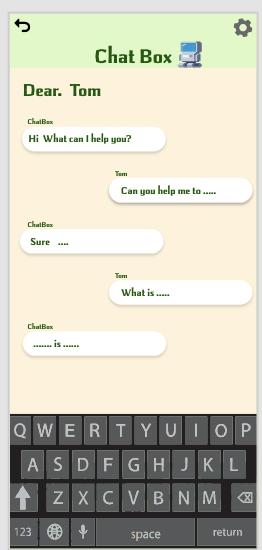 Chat Box
Dear. Tom
ChatBox
Hi What can I help you?
Tom
Can you help me to .....
ChatBox
Sure ....
Tom
What is .....
ChatBox
....... is ......
Q W E R T Y U I O P
A S D F G H J K L
Z X C V B N M
123 space return